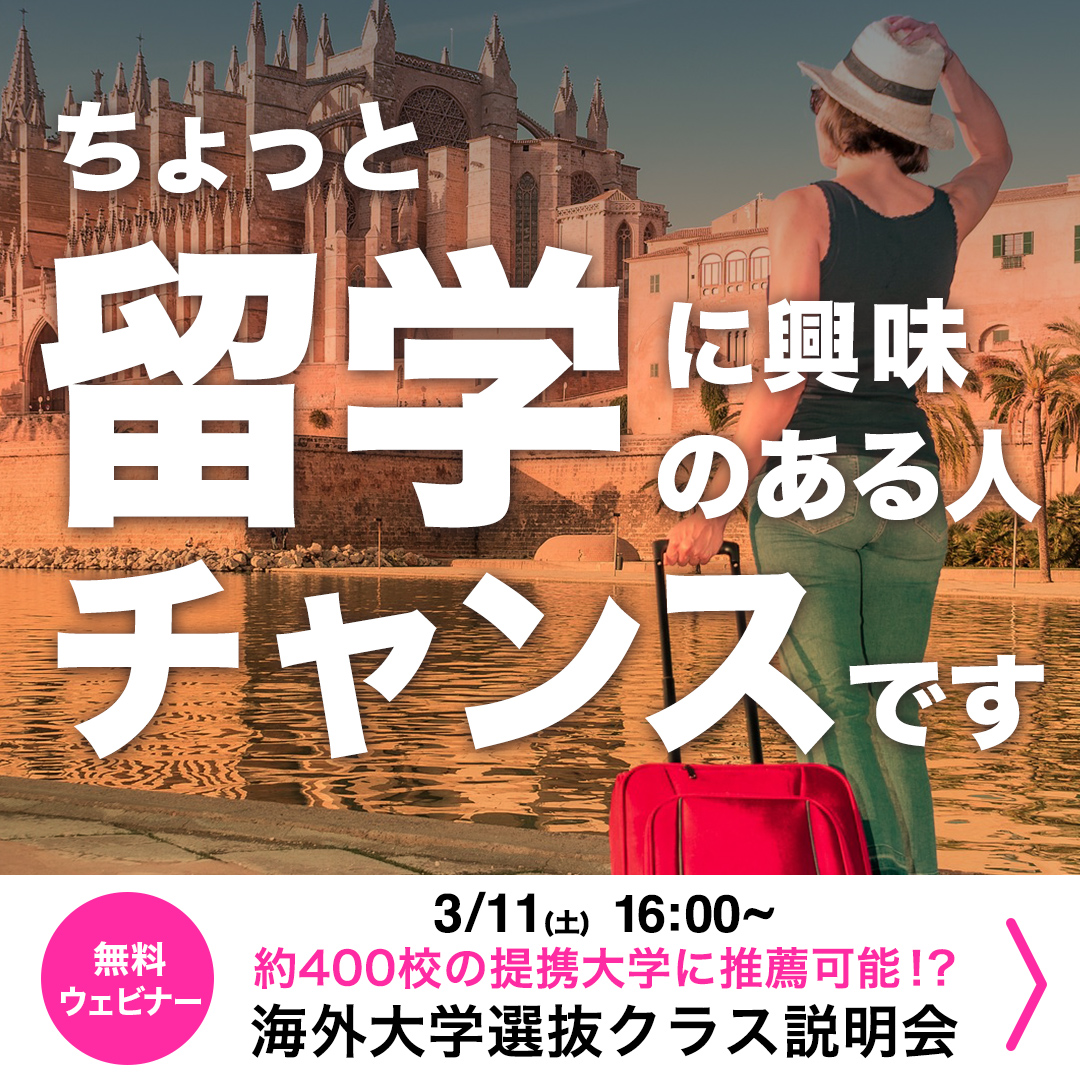 ちょっと
留学に興味
のある人
チャンスです
無料
ウェビナー
3/11(土) 16:00~
約400校の提携大学に推薦可能!?
海外大学選抜クラス説明会